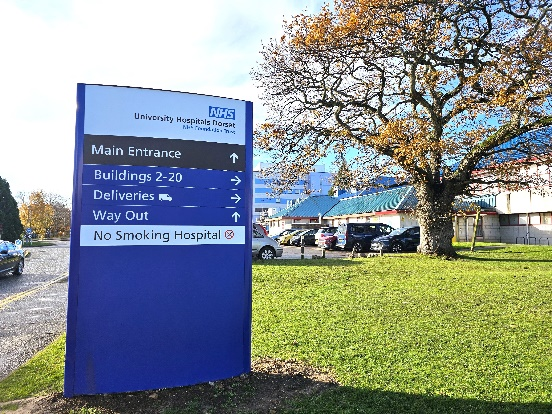 NHS
University Hospitals Dorset
NHS Foundation Trust
Main Entrance
Buildings 2-20
Deliveries
Way Out
No Smoking Hospital